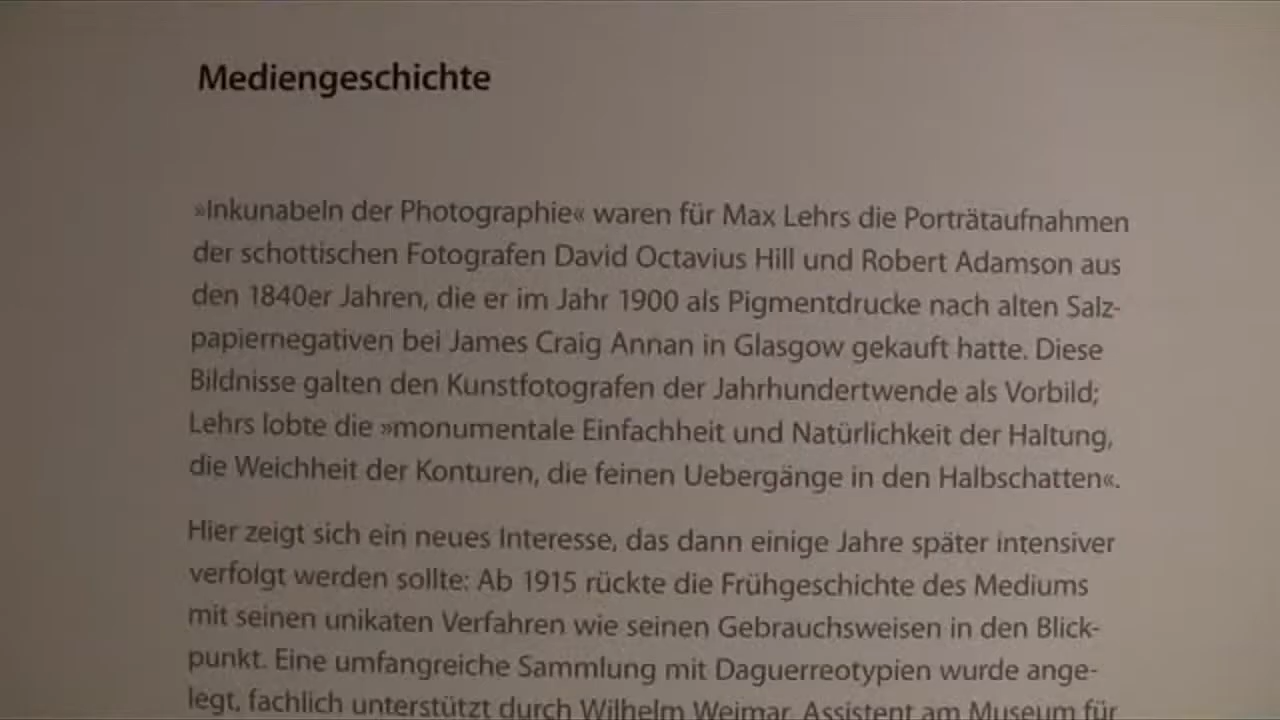 Mediengeschichte
»Inkunabeln der Photographie« waren für Max Lehrs die Porträtaufnahmen
der schottischen Fotografen David Octavius Hill und Robert Adamson aus
den 1840er Jahren, die er im Jahr 1900 als Pigmentdrucke nach alten Salz-
papiernegativen bei James Craig Annan in Glasgow gekauft hatte. Diese
Bildnisse galten den Kunstfotografen der Jahrhundertwende als Vorbild;
Lehrs lobte die »monumentale Einfachheit und Natürlichkeit der Haltung,
die Weichheit der Konturen, die feinen Uebergänge in den Halbschatten«.
Hier zeigt sich ein neues Interesse, das dann einige Jahre später intensiver
verfolgt werden sollte: Ab 1915 rückte die Frühgeschichte des Mediums
mit seinen unikaten Verfahren wie seinen Gebrauchsweisen in den Blick-
punkt. Eine umfangreiche Sammlung mit Daguerreotypien wurde ange-
legt, fachlich unterstützt durch Wilhelm Weimar, Assistent am Museum für